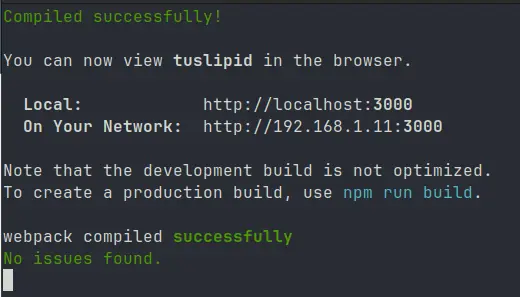 Compiled successfully!
You can now view tuslipid in the browser.
Local: http://localhost:3000
On Your Network: http://192.168.1.11:3000
Note that the development build is not optimized.
To create a production build, use npm run build.
webpack compiled successfully
No issues found.